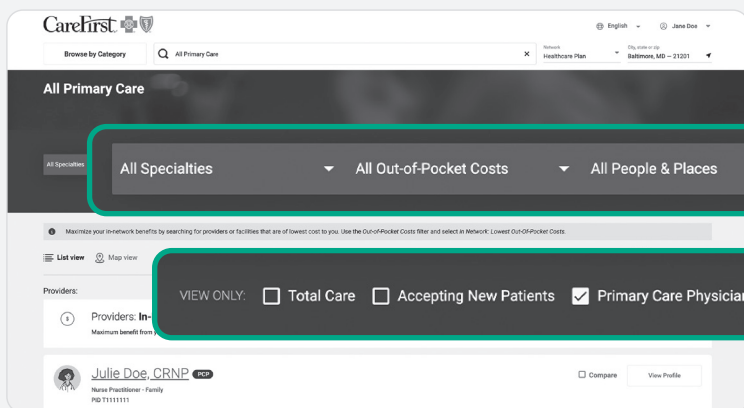 CareFirst
English
Jane Doe
Browse by Category
All Primary Care
Network
Healthcare Plan
City, state or zip
Baltimore, MD – 21201
All Primary Care
All Specialties
All Specialties
All Out-of-Pocket Costs
All People & Places
Maximize your in-network benefits by searching for providers or facilities that are of lowest cost to you. Use the Out-of-Pocket Costs filter and select In Network: Lowest Out-Of-Pocket Costs.
List view
Map view
VIEW ONLY:
Total Care
Accepting New Patients
Primary Care Physician
Providers:
$
Providers: In-
Maximum benefit from
Julie Doe, CRNP
PCP
Compare
View Profile
Nurse Practitioner - Family
PID T1111111